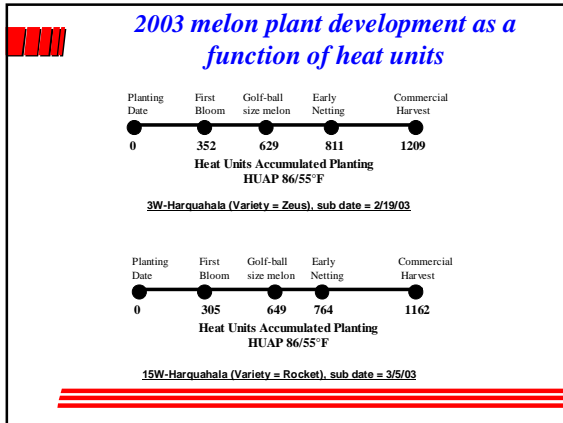 2003 melon plant development as a
function of heat units
Planting First Golf-ball Early Commercial
Date Bloom size melon Netting Harvest
0 352 629 811 1209
Heat Units Accumulated Planting
HUAP 86/55°F
3W-Harquahala (Variety = Zeus), sub date = 2/19/03
Planting First Golf-ball Early Commercial
Date Bloom size melon Netting Harvest
0 305 649 764 1162
Heat Units Accumulated Planting
HUAP 86/55°F
15W-Harquahala (Variety = Rocket), sub date = 3/5/03